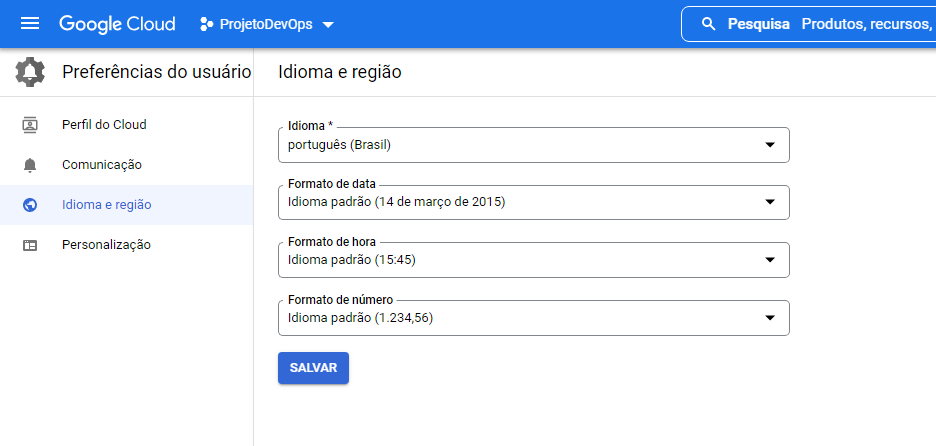 Google Cloud
ProjetoDevOps
Pesquisa Produtos, recursos,
Preferências do usuário
Idioma e região
Perfil do Cloud
Comunicação
Idioma e região
Personalização
Idioma *
português (Brasil)
Formato de data
Idioma padrão (14 de março de 2015)
Formato de hora
Idioma padrão (15:45)
Formato de número
Idioma padrão (1.234,56)
SALVAR